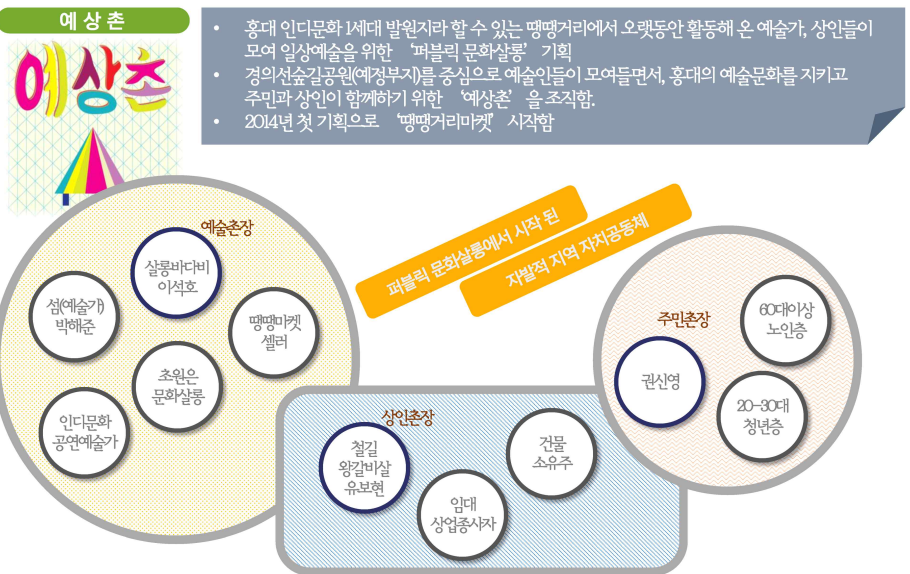 예 상 촌
예상촌
• 홍대 인디문화 1세대 발원지라 할 수 있는 땡땡거리에서 오랫동안 활동해 온 예술가, 상인들이
모여 일상예술을 위한 ‘퍼블릭 문화살롱’ 기획
• 경의선숲길공원(예정부지)를 중심으로 예술인들이 모여들면서, 홍대의 예술문화를 지키고
주민과 상인이 함께하기 위한 ‘예상촌’ 을 조직함.
• 2014년 첫 기획으로 ‘땡땡거리마켓’ 시작함
퍼블릭 문화살롱에서 시작 된
자발적 지역 자치공동체
예술촌장
살롱바다비
이석호
섬(예술가)
박해준
땡땡마켓
셀러
초원은
문화살롱
인디문화
공연예술가
상인촌장
철길
왕갈비살
유보현
임대
상업종사자
건물
소유주
주민촌장
권신영
60대이상
노인층
20-30대
청년층